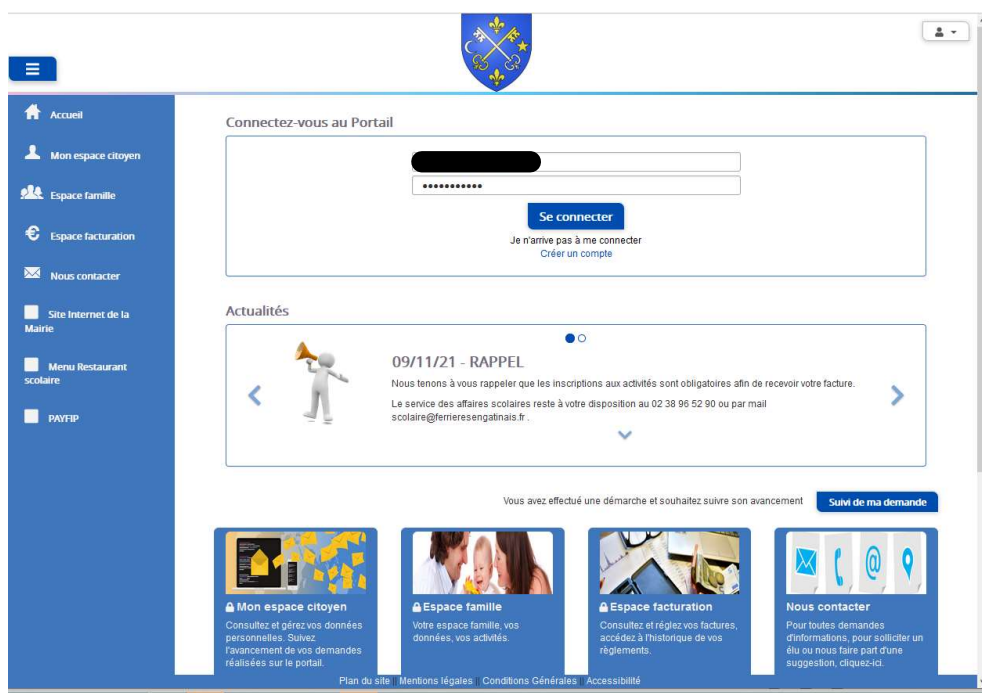 Accueil
Mon espace citoyen
Espace famille
Espace facturation
Nous contacter
Site Internet de la
Mairie
Menu Restaurant
scolaire
PAYFIP
Connectez-vous au Portail
•••••••••••
Se connecter
Je n'arrive pas à me connecter
Créer un compte
Actualités
09/11/21 - RAPPEL
Nous tenons à vous rappeler que les inscriptions aux activités sont obligatoires afin de recevoir votre facture.
Le service des affaires scolaires reste à votre disposition au 02 38 96 52 90 ou par mail
scolaire@ferrieresengatinais.fr .
Vous avez effectué une démarche et souhaitez suivre son avancement
Suivi de ma demande
Mon espace citoyen
Consultez et gérez vos données
personnelles. Suivez
l'avancement de vos demandes
réalisées sur le portail.
Espace famille
Votre espace famille, vos
données, vos activités.
Espace facturation
Consultez et réglez vos factures,
accédez à l'historique de vos
règlements.
Nous contacter
Pour toutes demandes
d'informations, pour solliciter un
élu ou nous faire part d'une
suggestion, cliquez-ici.
Plan du site || Mentions légales || Conditions Générales || Accessibilité